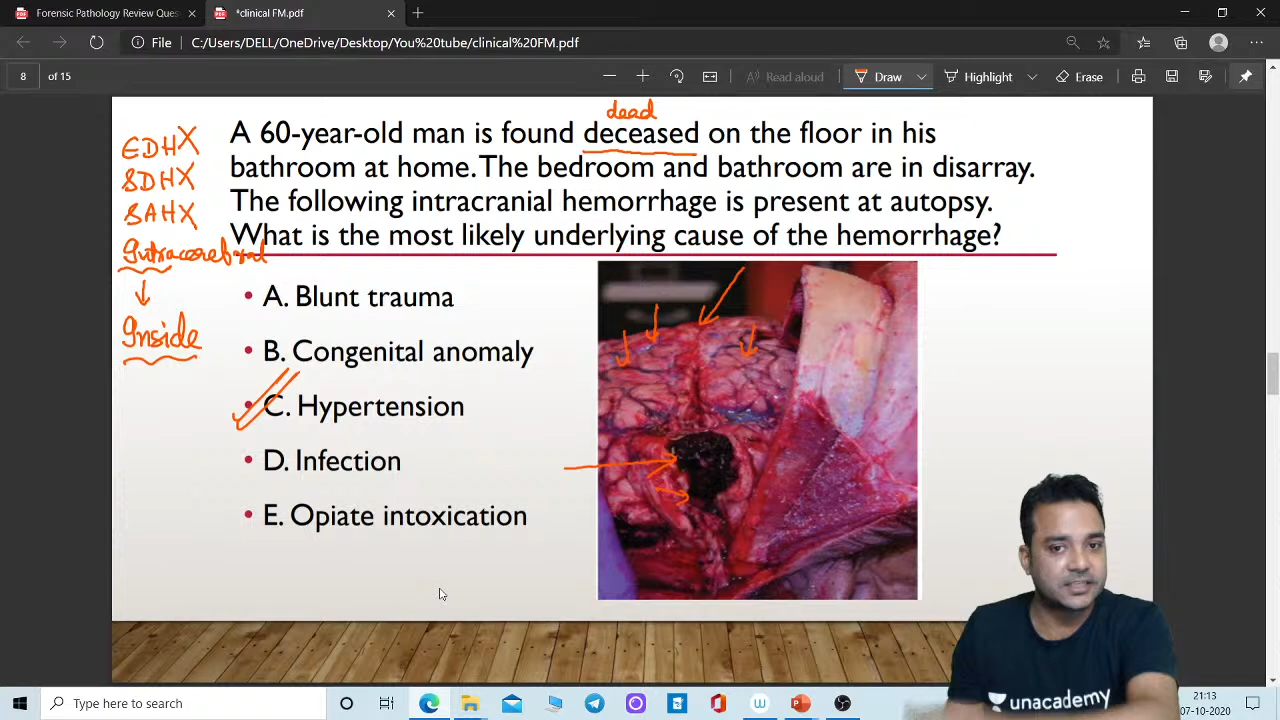 Forensic Pathology Review Quest
*clinical FM.pdf
File
C:/Users/DELL/OneDrive/Desktop/You%20tube/clinical%20FM.pdf
8 of 15
Read aloud
Draw
Highlight
Erase
dead
A 60-year-old man is found deceased on the floor in his
bathroom at home. The bedroom and bathroom are in disarray.
The following intracranial hemorrhage is present at autopsy.
What is the most likely underlying cause of the hemorrhage?
EDHX
SDHX
SAHX
Intracerebral
Inside
• A. Blunt trauma
• B. Congenital anomaly
• C. Hypertension
• D. Infection
• E. Opiate intoxication
unacademy
Type here to search
21:13
07-10-2020